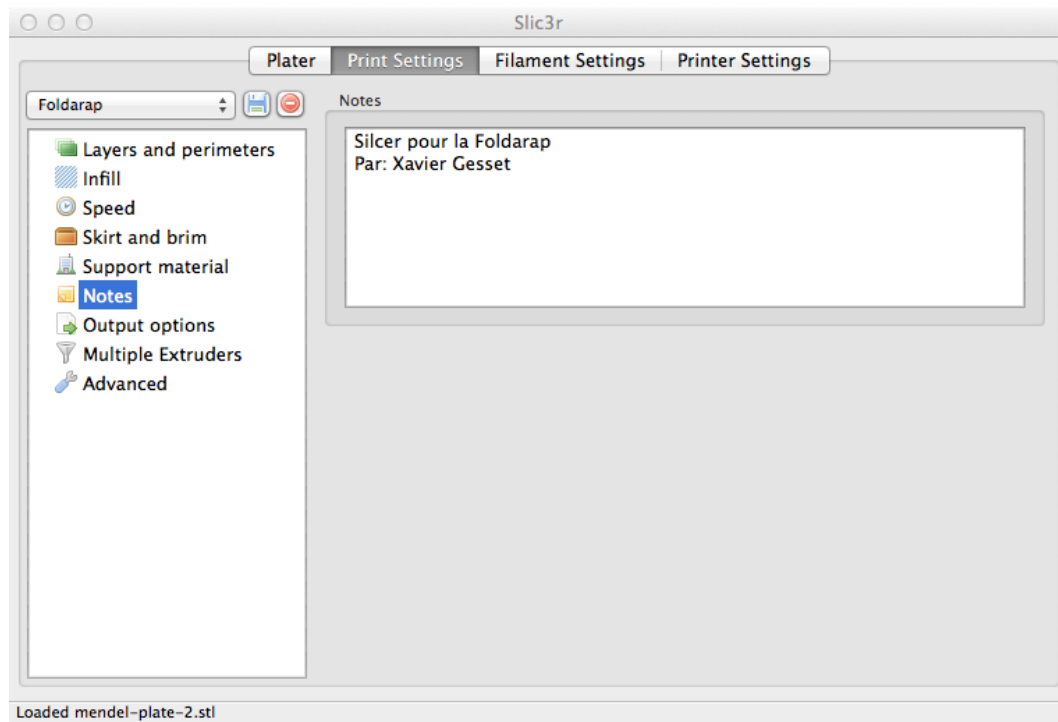 Slic3r
Plater Print Settings Filament Settings Printer Settings
Foldarap
Notes
Silcer pour la Foldarap
Par: Xavier Gesset
Layers and perimeters
Infill
Speed
Skirt and brim
Support material
Notes
Output options
Multiple Extruders
Advanced
Loaded mendel-plate-2.stl